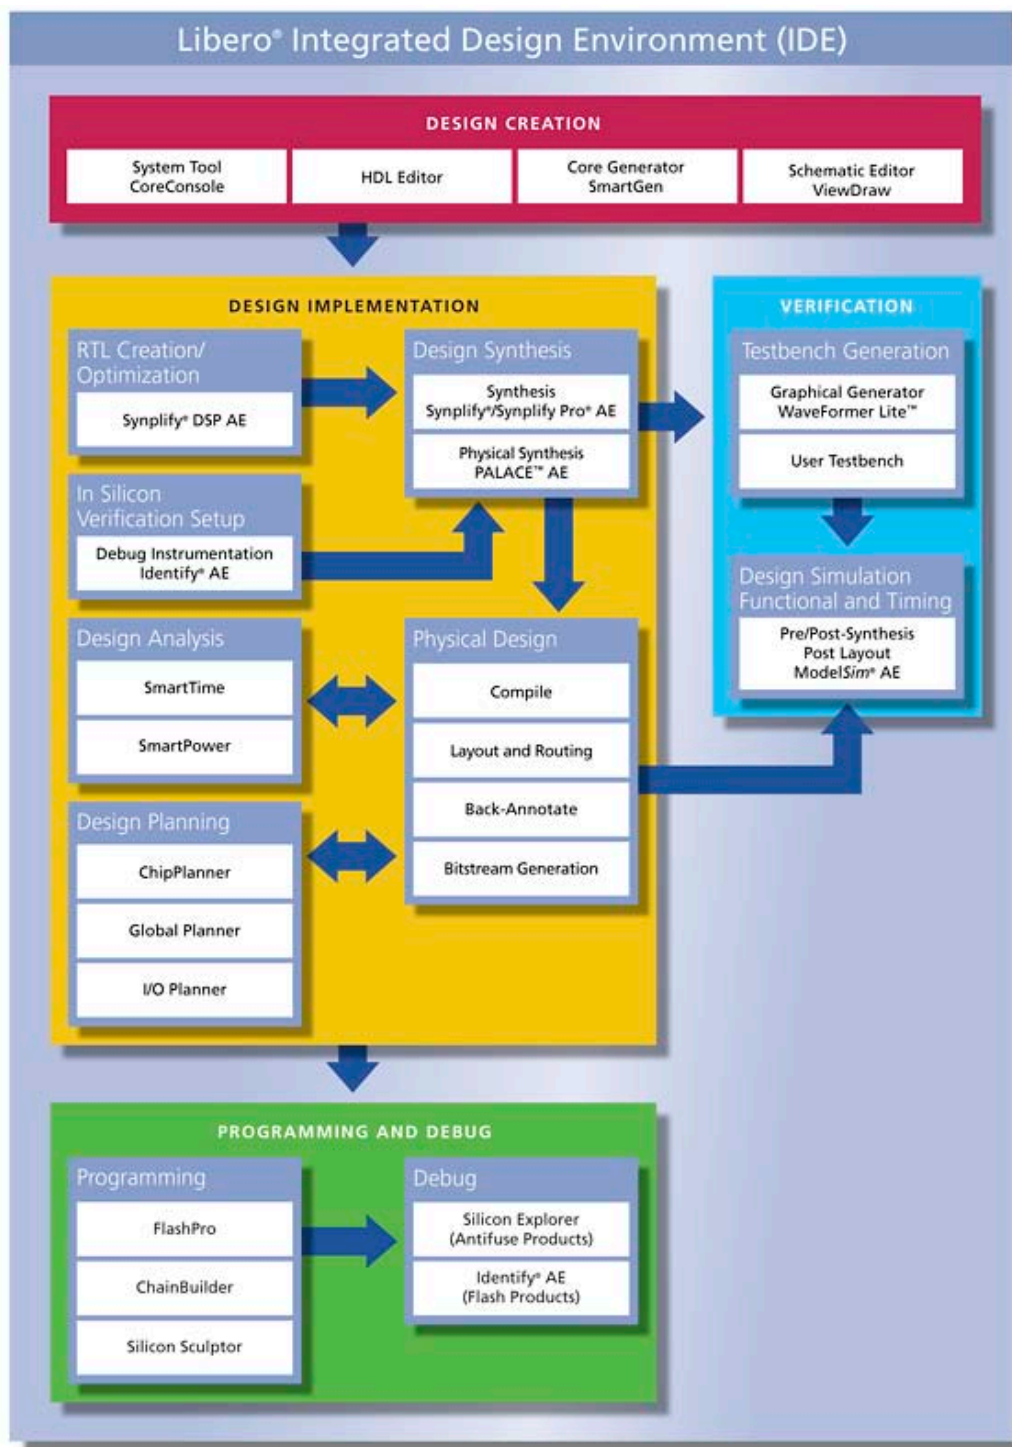 Libero® Integrated Design Environment (IDE)
DESIGN CREATION
System Tool
CoreConsole
HDL Editor
Core Generator
SmartGen
Schematic Editor
ViewDraw
DESIGN IMPLEMENTATION
RTL Creation/
Optimization
Synplify® DSP AE
Design Synthesis
Synthesis
Synplify®/Synplify Pro® AE
Physical Synthesis
PALACE™ AE
In Silicon
Verification Setup
Debug Instrumentation
Identify® AE
Design Analysis
SmartTime
SmartPower
Physical Design
Compile
Layout and Routing
Back-Annotate
Bitstream Generation
Design Planning
ChipPlanner
Global Planner
I/O Planner
VERIFICATION
Testbench Generation
Graphical Generator
WaveFormer Lite™
User Testbench
Design Simulation
Functional and Timing
Pre/Post-Synthesis
Post Layout
ModelSim® AE
PROGRAMMING AND DEBUG
Programming
FlashPro
ChainBuilder
Silicon Sculptor
Debug
Silicon Explorer
(Antifuse Products)
Identify® AE
(Flash Products)